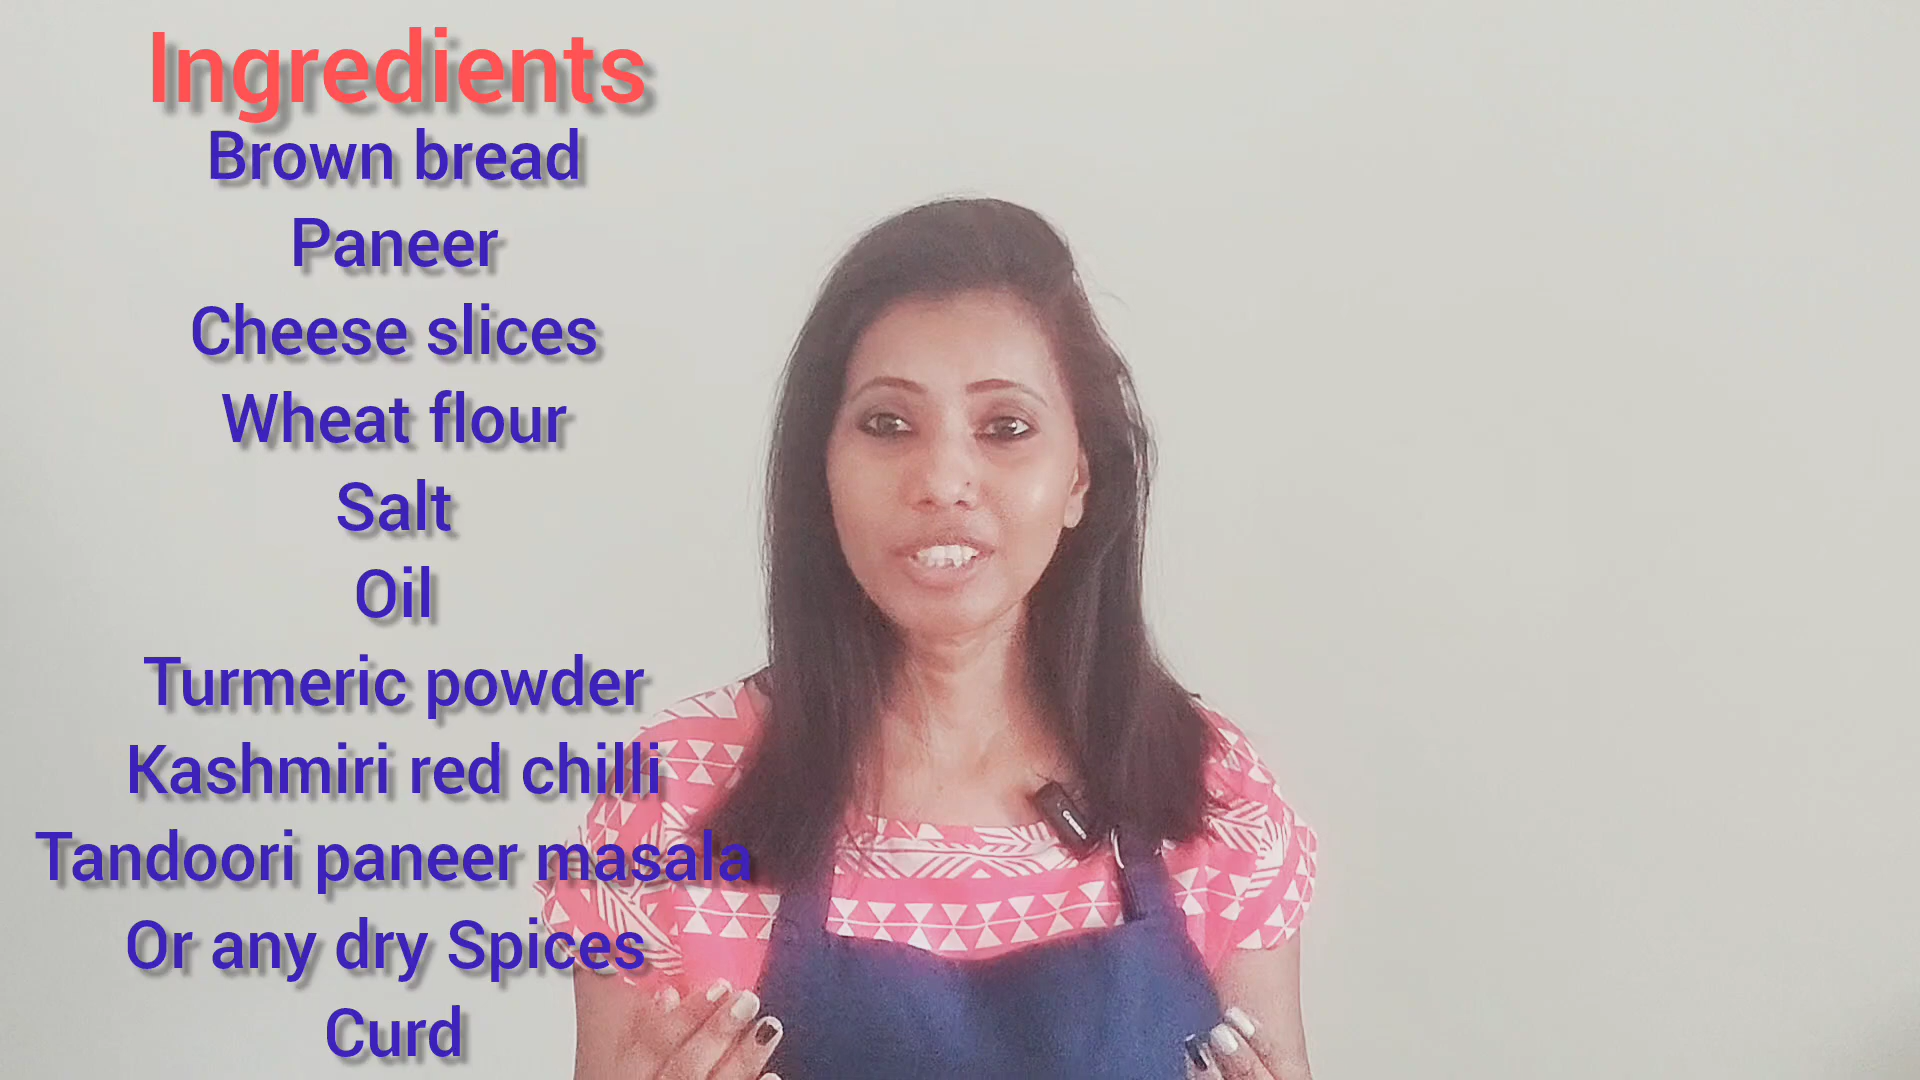 Ingredients
Brown bread
Paneer
Cheese slices
Wheat flour
Salt
Oil
Turmeric powder
Kashmiri red chilli
Tandoori paneer masala
Or any dry Spices
Curd